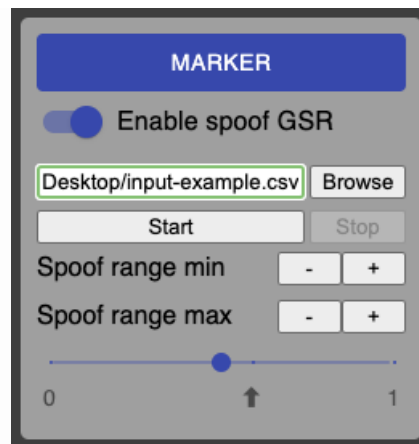 MARKER
Enable spoof GSR
Desktop/input-example.csv Browse
Start Stop
Spoof range min - +
Spoof range max - +
0 1